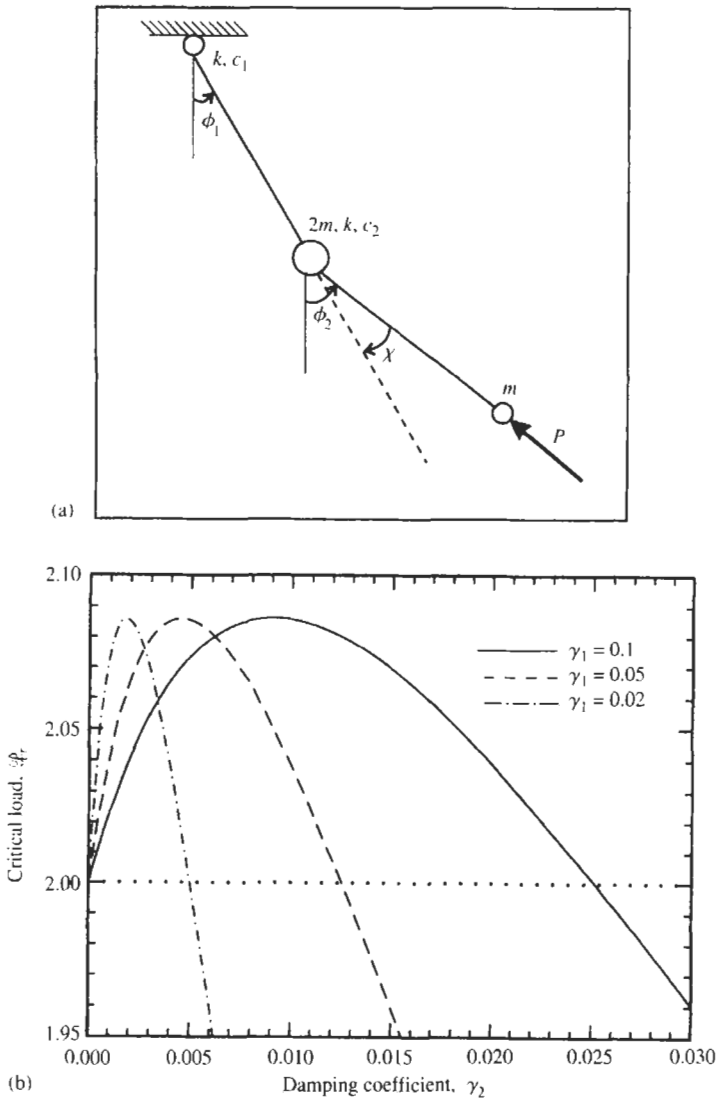 k, c₁
ϕ₁
2m, k, c₂
ϕ₂
χ
m
P
(a)
2.10
2.05
2.00
1.95
Critical load,
γ₁ = 0.1
γ₁ = 0.05
γ₁ = 0.02
0.000 0.005 0.010 0.015 0.020 0.025 0.030
(b)
Damping coefficient, γ₂